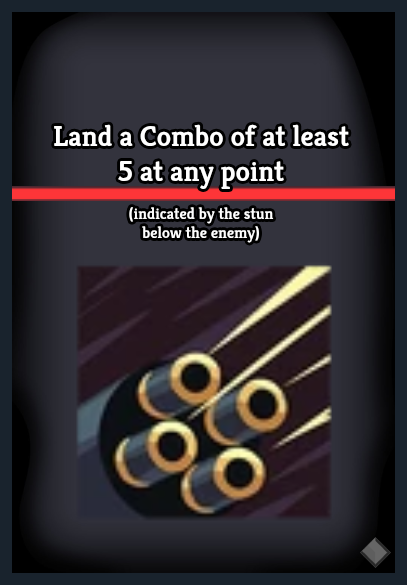 Land a Combo of at least
5 at any point
(indicated by the stun
below the enemy)